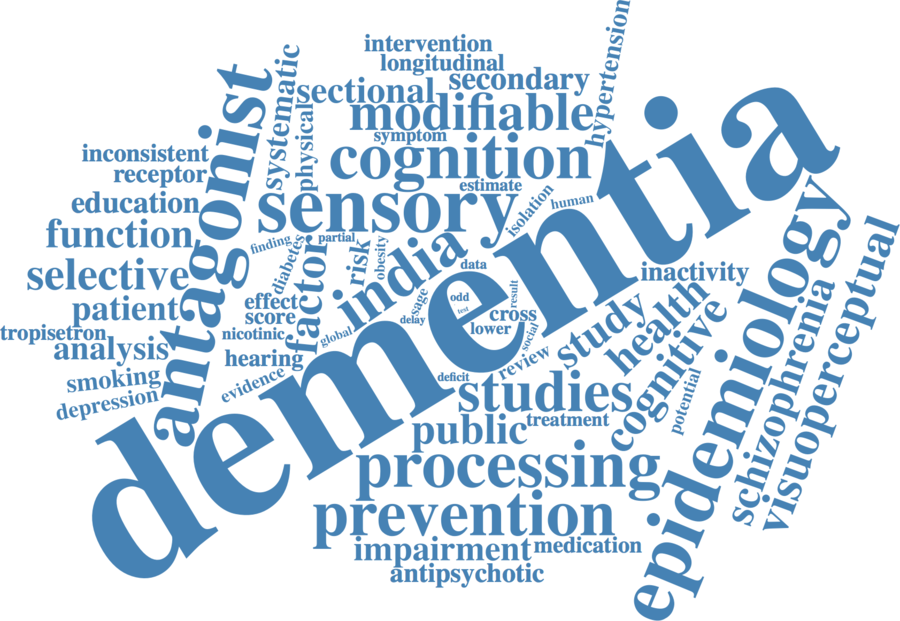 intervention
longitudinal
secondary
hypertension
systematic
sectional
modifiable
physical
symptom
antagonist
inconsistent
receptor
cognition
estimate
education
sensory
isolation
human
function
finding
partial
diabetes
factor
risk
obesity
india
data
selective
inactivity
patient
effect
score
sage
odd
test
result
cross
delay
lower
tropisetron
nicotinic
global
social
study
health
analysis
hearing
review
smoking
evidence
deficit
depression
dementia
studies
cognitive
potential
epidemiology
schizophrenia
visuoperceptual
public
treatment
processing
prevention
impairment
medication
antipsychotic